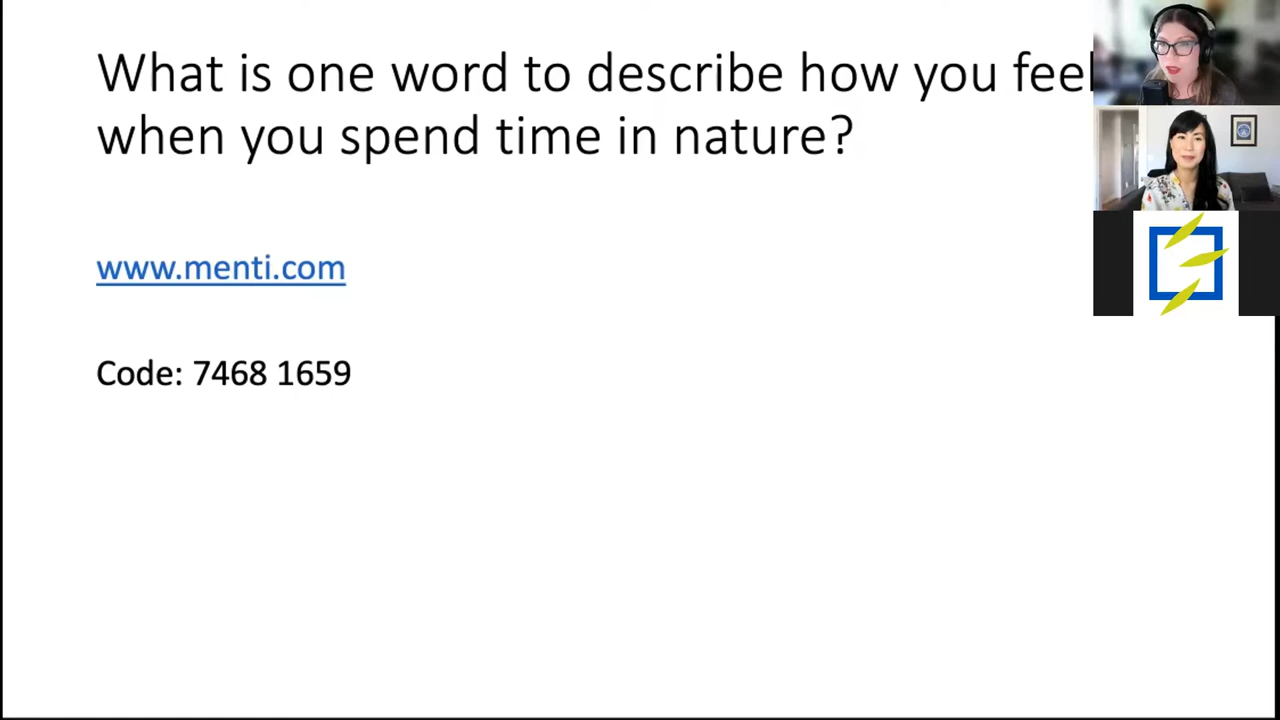 What is one word to describe how you feel
when you spend time in nature?
www.menti.com
Code: 7468 1659